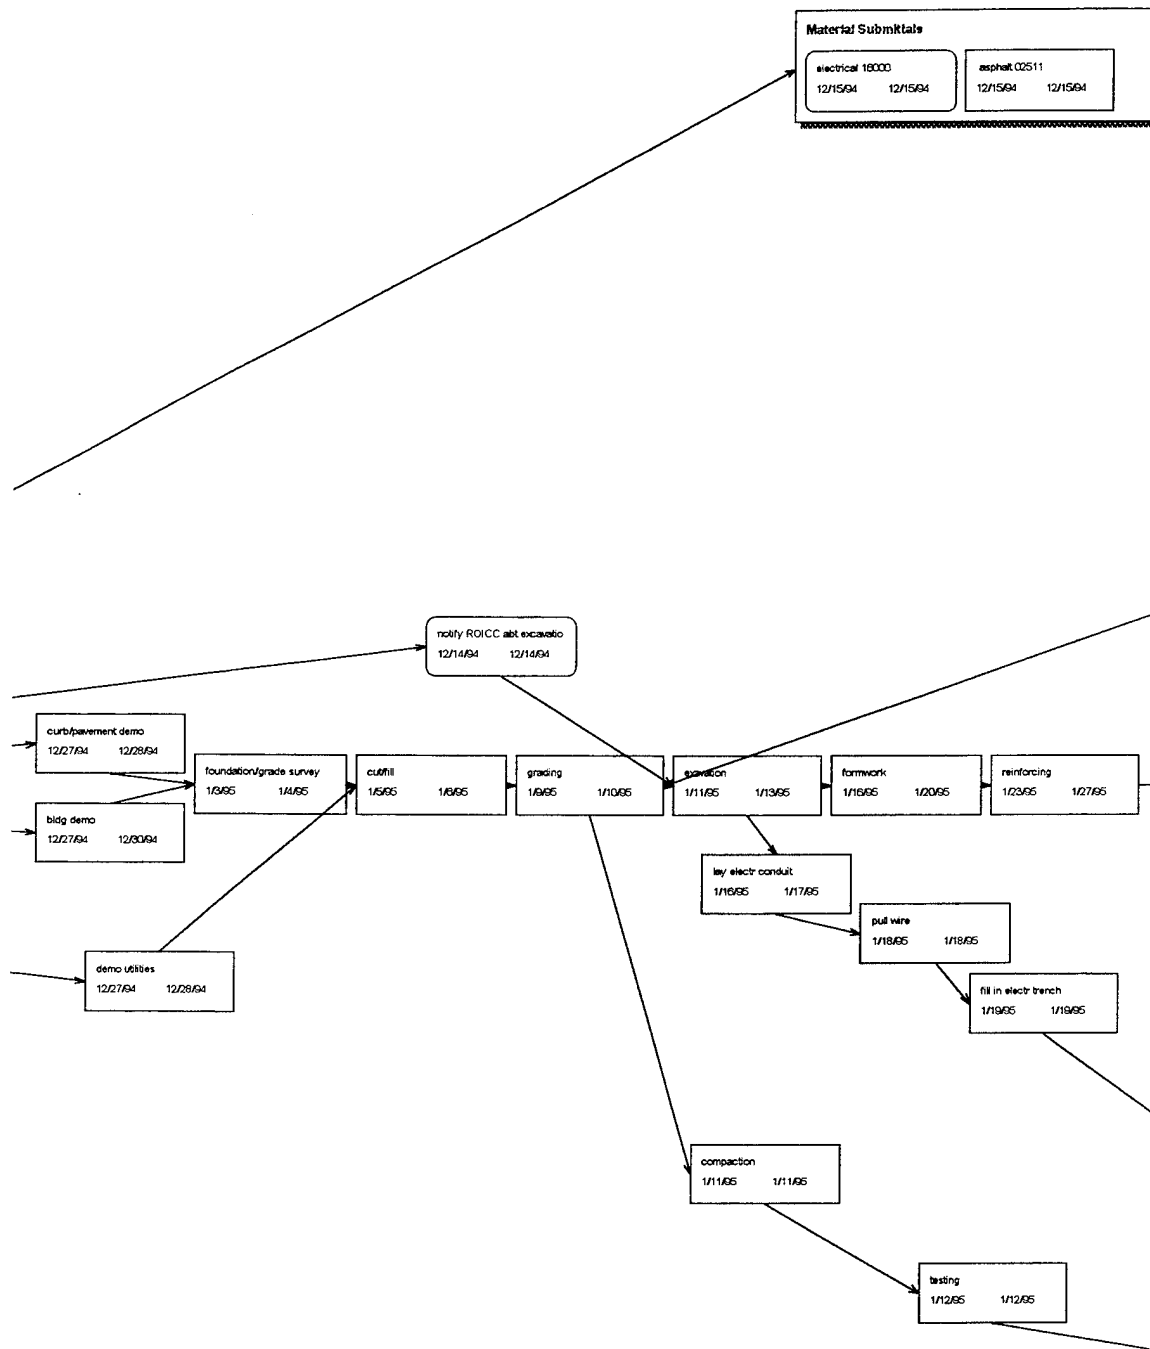 Material Submittals
electrical 16000
12/15/94 12/15/94
asphalt 02511
12/15/94 12/15/94
notify ROICC abt excavatio
12/14/94 12/14/94
curb/pavement demo
12/27/94 12/28/94
foundation/grade survey
1/3/95 1/4/95
cut/fill
1/5/95 1/6/95
grading
1/9/95 1/10/95
exavation
1/11/95 1/13/95
formwork
1/16/95 1/20/95
reinforcing
1/23/95 1/27/95
bldg demo
12/27/94 12/30/94
lay electr conduit
1/16/95 1/17/95
pull wire
1/18/95 1/18/95
demo utilities
12/27/94 12/28/94
fill in electr trench
1/19/95 1/19/95
compaction
1/11/95 1/11/95
testing
1/12/95 1/12/95